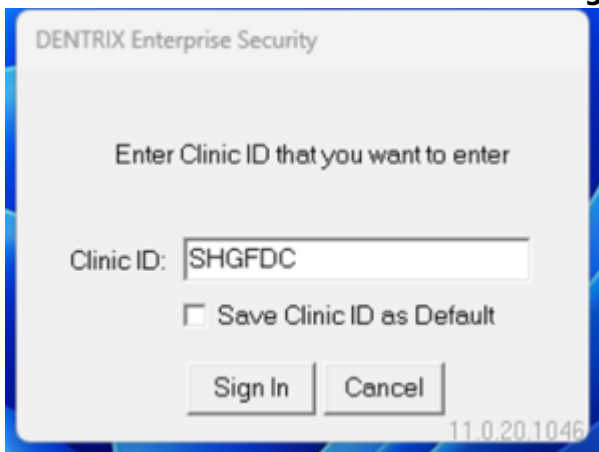 DENTRIX Enterprise Security
Enter Clinic ID that you want to enter
Clinic ID: SHGFDC
Save Clinic ID as Default
Sign In Cancel
11.0.20.1046